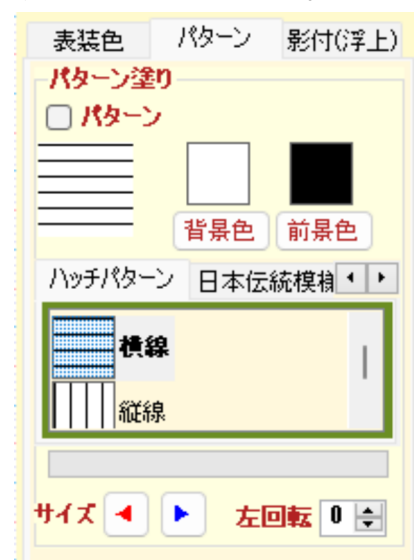 表装色 パターン 影付(浮上)
パターン塗り
パターン
背景色 前景色
ハッチパターン 日本伝統模
横線
縦線
サイズ 左回転 0